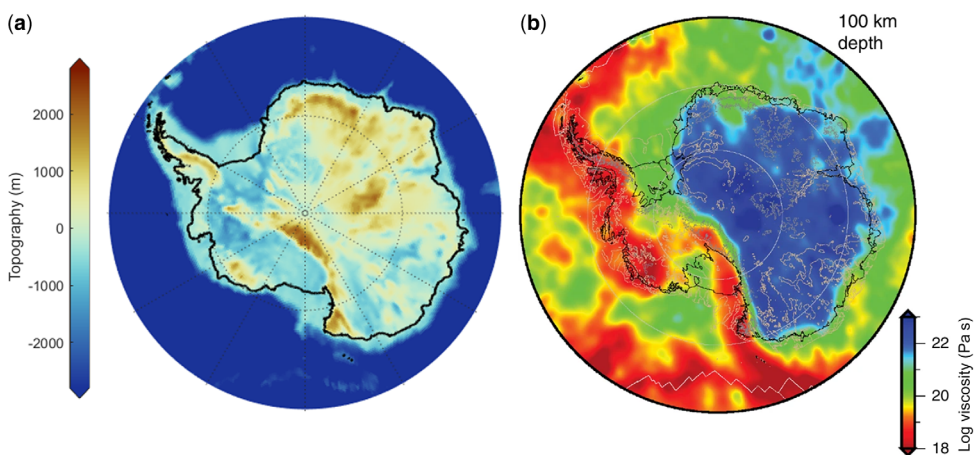 (a)
2000
1000
0
-1000
-2000
Topography (m)
(b)
100 km
depth
22
20
18
Log viscosity (Pa s)